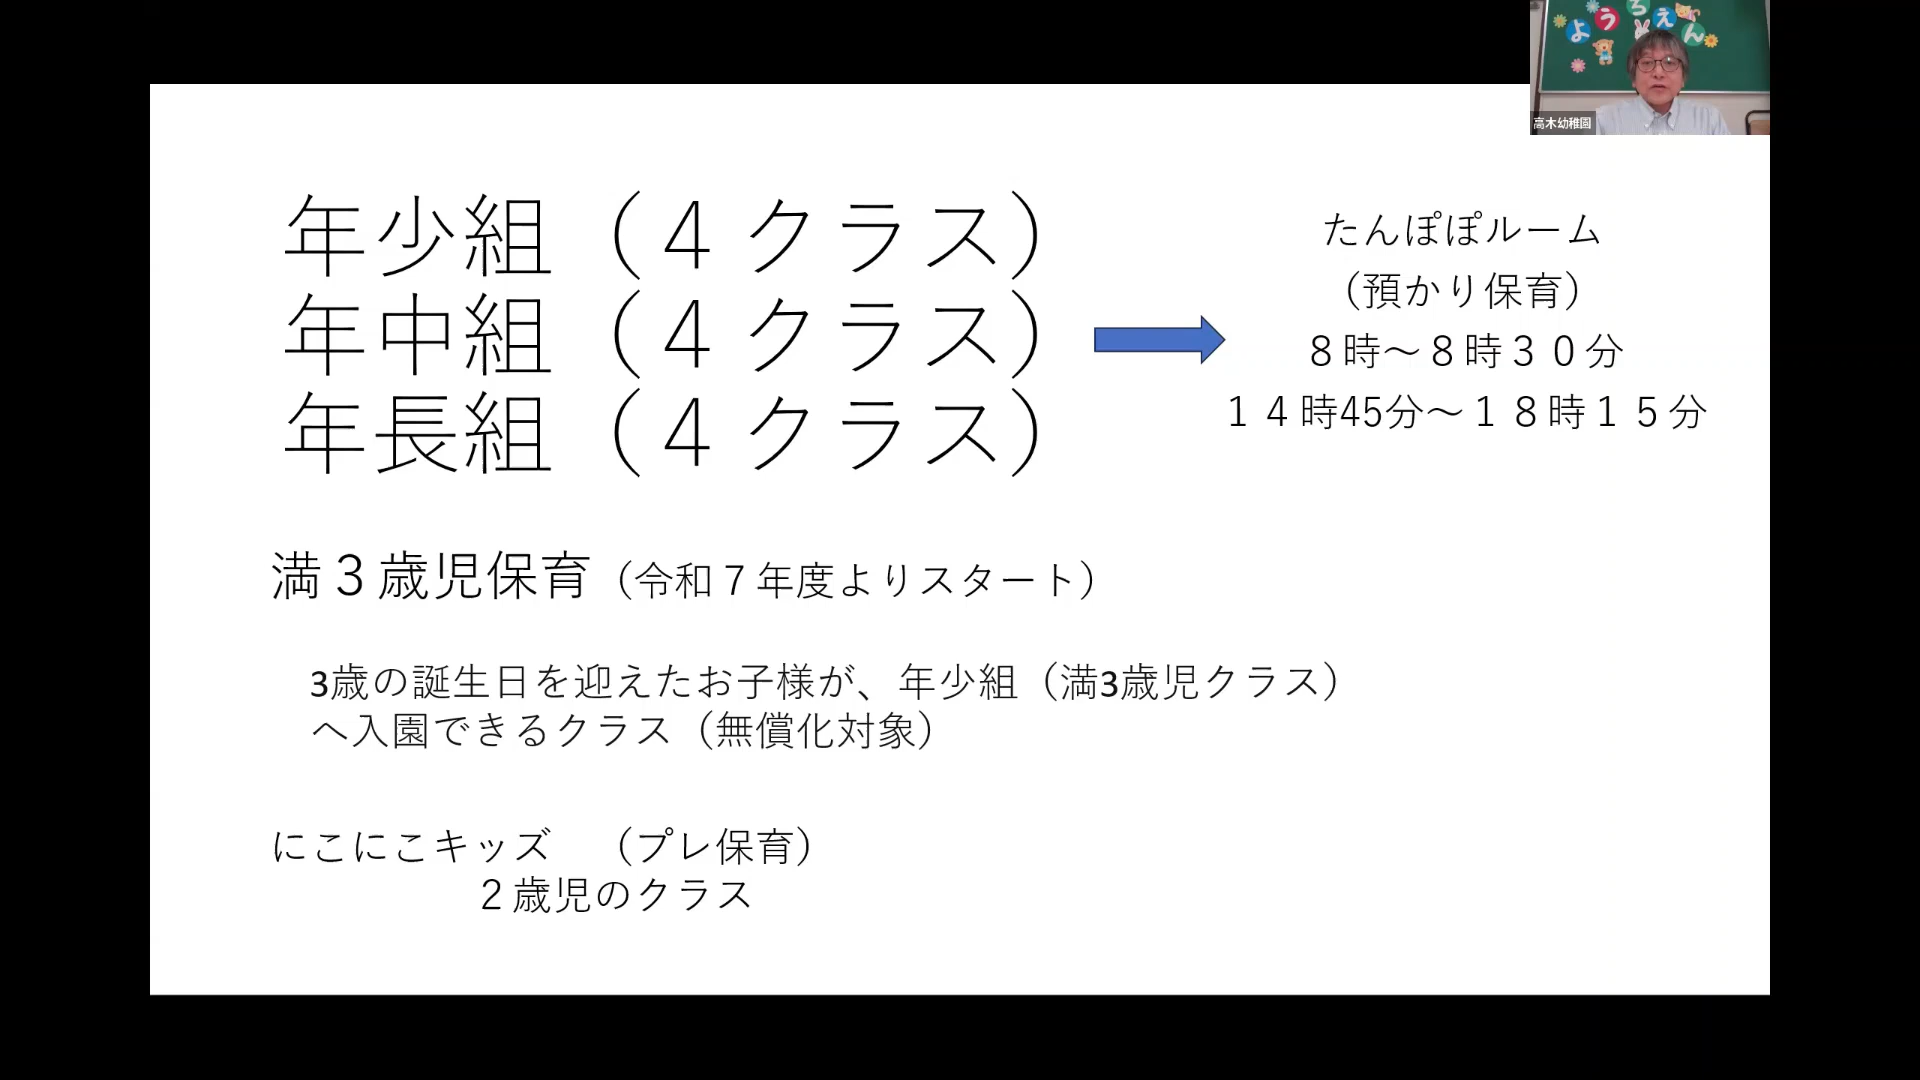 ようちえん
高木幼稚園
年少組（４クラス）
年中組（４クラス）
年長組（４クラス）
たんぽぽルーム
（預かり保育）
８時～８時３０分
１４時45分～１８時１５分
満３歳児保育（令和７年度よりスタート）
3歳の誕生日を迎えたお子様が、年少組（満3歳児クラス）
へ入園できるクラス（無償化対象）
にこにこキッズ　（プレ保育）
２歳児のクラス